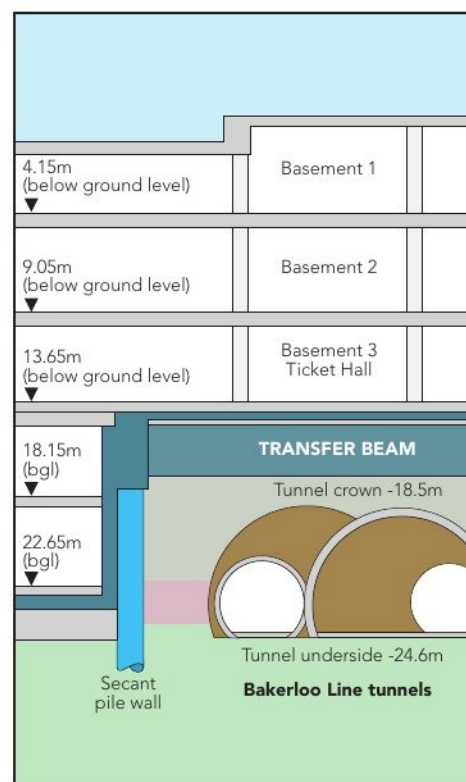 4.15m
(below ground level)
Basement 1
9.05m
(below ground level)
Basement 2
13.65m
(below ground level)
Basement 3
Ticket Hall
18.15m
(bgl)
TRANSFER BEAM
Tunnel crown -18.5m
22.65m
(bgl)
Tunnel underside -24.6m
Secant
pile wall
Bakerloo Line tunnels